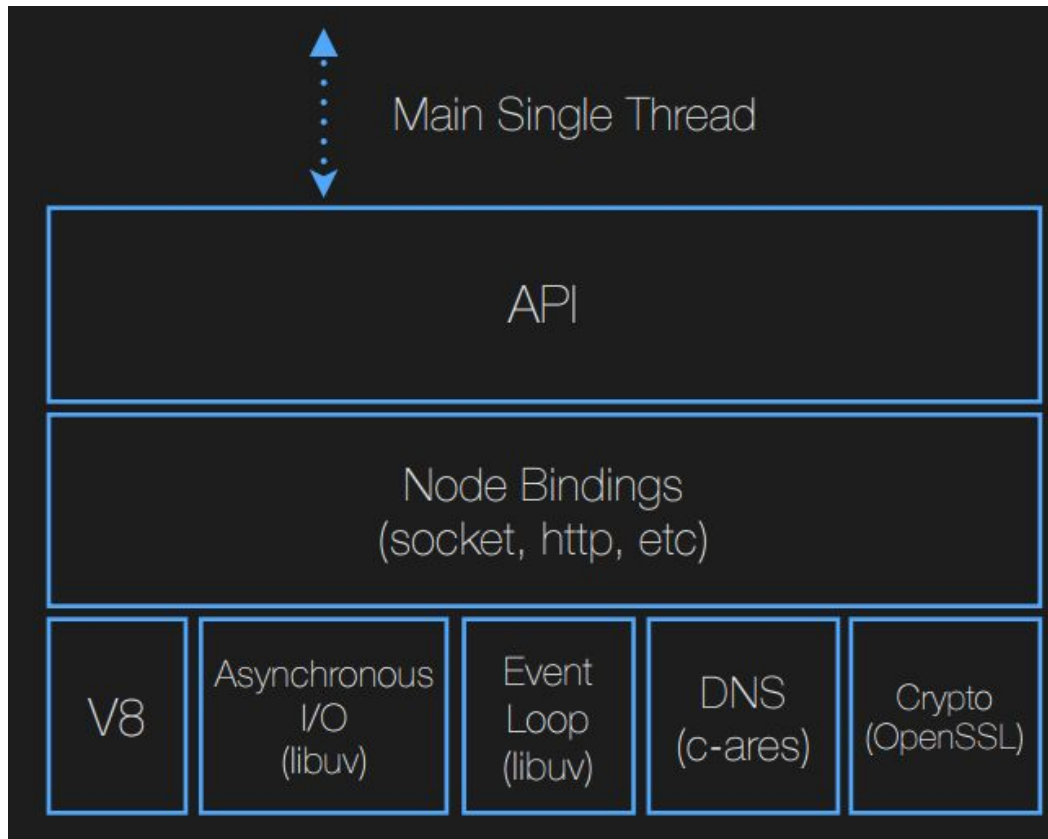 Main Single Thread
API
Node Bindings
(socket, http, etc)
V8
Asynchronous
I/O
(libuv)
Event
Loop
(libuv)
DNS
(c-ares)
Crypto
(OpenSSL)